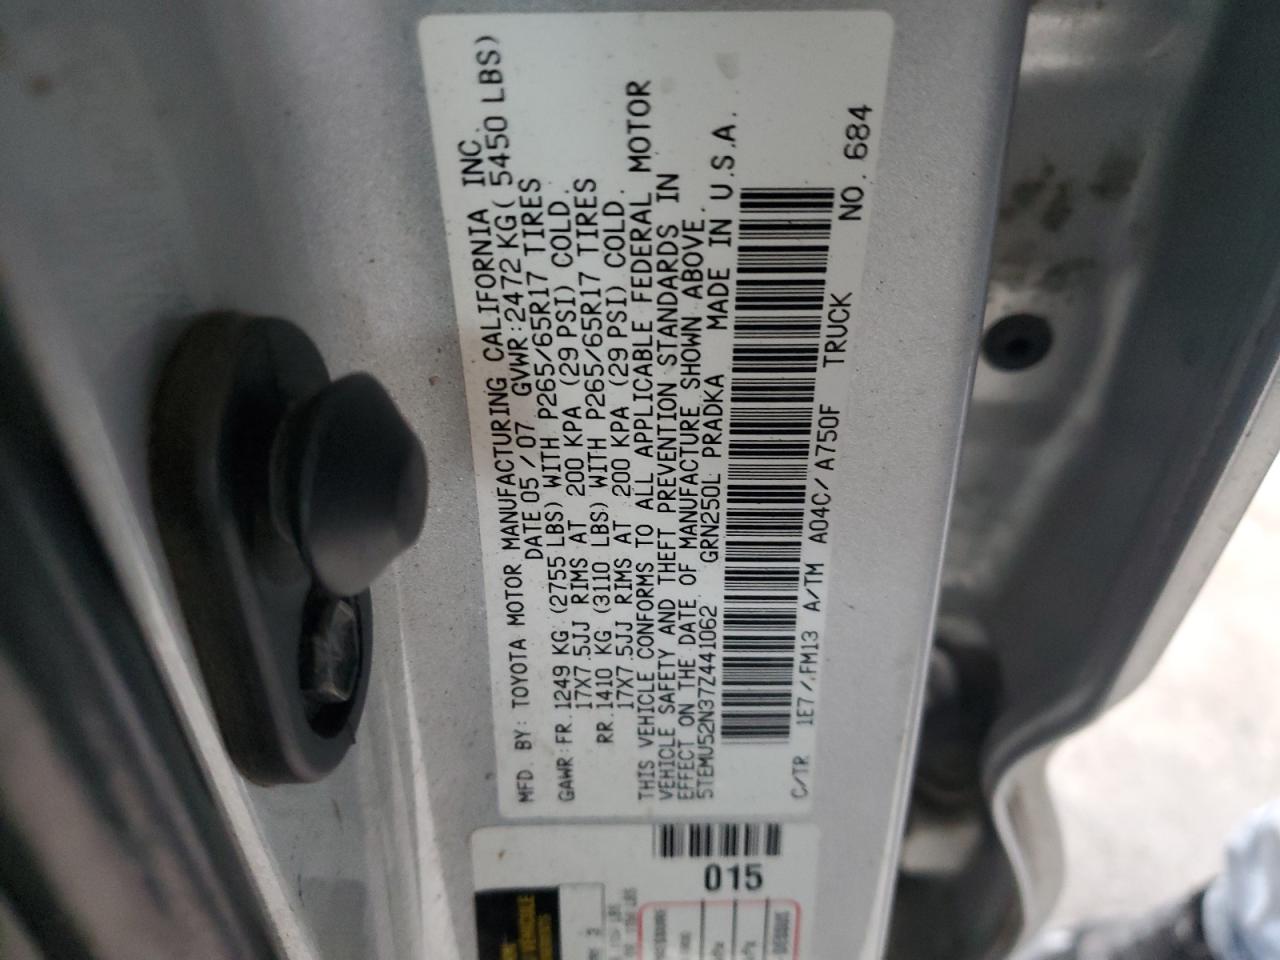 MFD. BY: TOYOTA MOTOR MANUFACTURING CALIFORNIA INC.
DATE 05/07 GVWR:2472 KG( 5450 LBS)
GAWR:FR.1249 KG (2755 LBS) WITH P265/65R17 TIRES
17X7.5JJ RIMS AT 200 KPA (29 PSI) COLD.
RR.1410 KG (3110 LBS) WITH P265/65R17 TIRES
17X7.5JJ RIMS AT 200 KPA (29 PSI) COLD.
THIS VEHICLE CONFORMS TO ALL APPLICABLE FEDERAL MOTOR
VEHICLE SAFETY AND THEFT PREVENTION STANDARDS IN
EFFECT ON THE DATE OF MANUFACTURE SHOWN ABOVE.
5TEMU52N37Z441062 GRN250L PRADKA MADE IN U.S.A.
C/TR 1E7/FM13 A/TM A04C/A750F TRUCK NO. 684
015